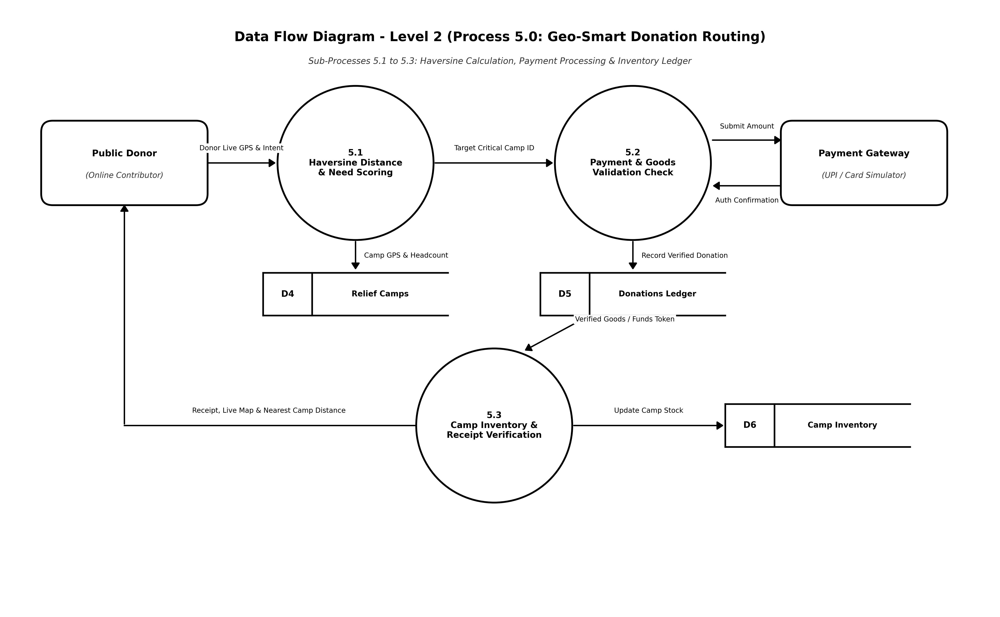 Data Flow Diagram - Level 2 (Process 5.0: Geo-Smart Donation Routing)
Sub-Processes 5.1 to 5.3: Haversine Calculation, Payment Processing & Inventory Ledger
Public Donor
(Online Contributor)
Donor Live GPS & Intent
5.1
Haversine Distance
& Need Scoring
Target Critical Camp ID
5.2
Payment & Goods
Validation Check
Submit Amount
Auth Confirmation
Payment Gateway
(UPI / Card Simulator)
Camp GPS & Headcount
Record Verified Donation
D4
Relief Camps
D5
Donations Ledger
Verified Goods / Funds Token
Receipt, Live Map & Nearest Camp Distance
5.3
Camp Inventory &
Receipt Verification
Update Camp Stock
D6
Camp Inventory